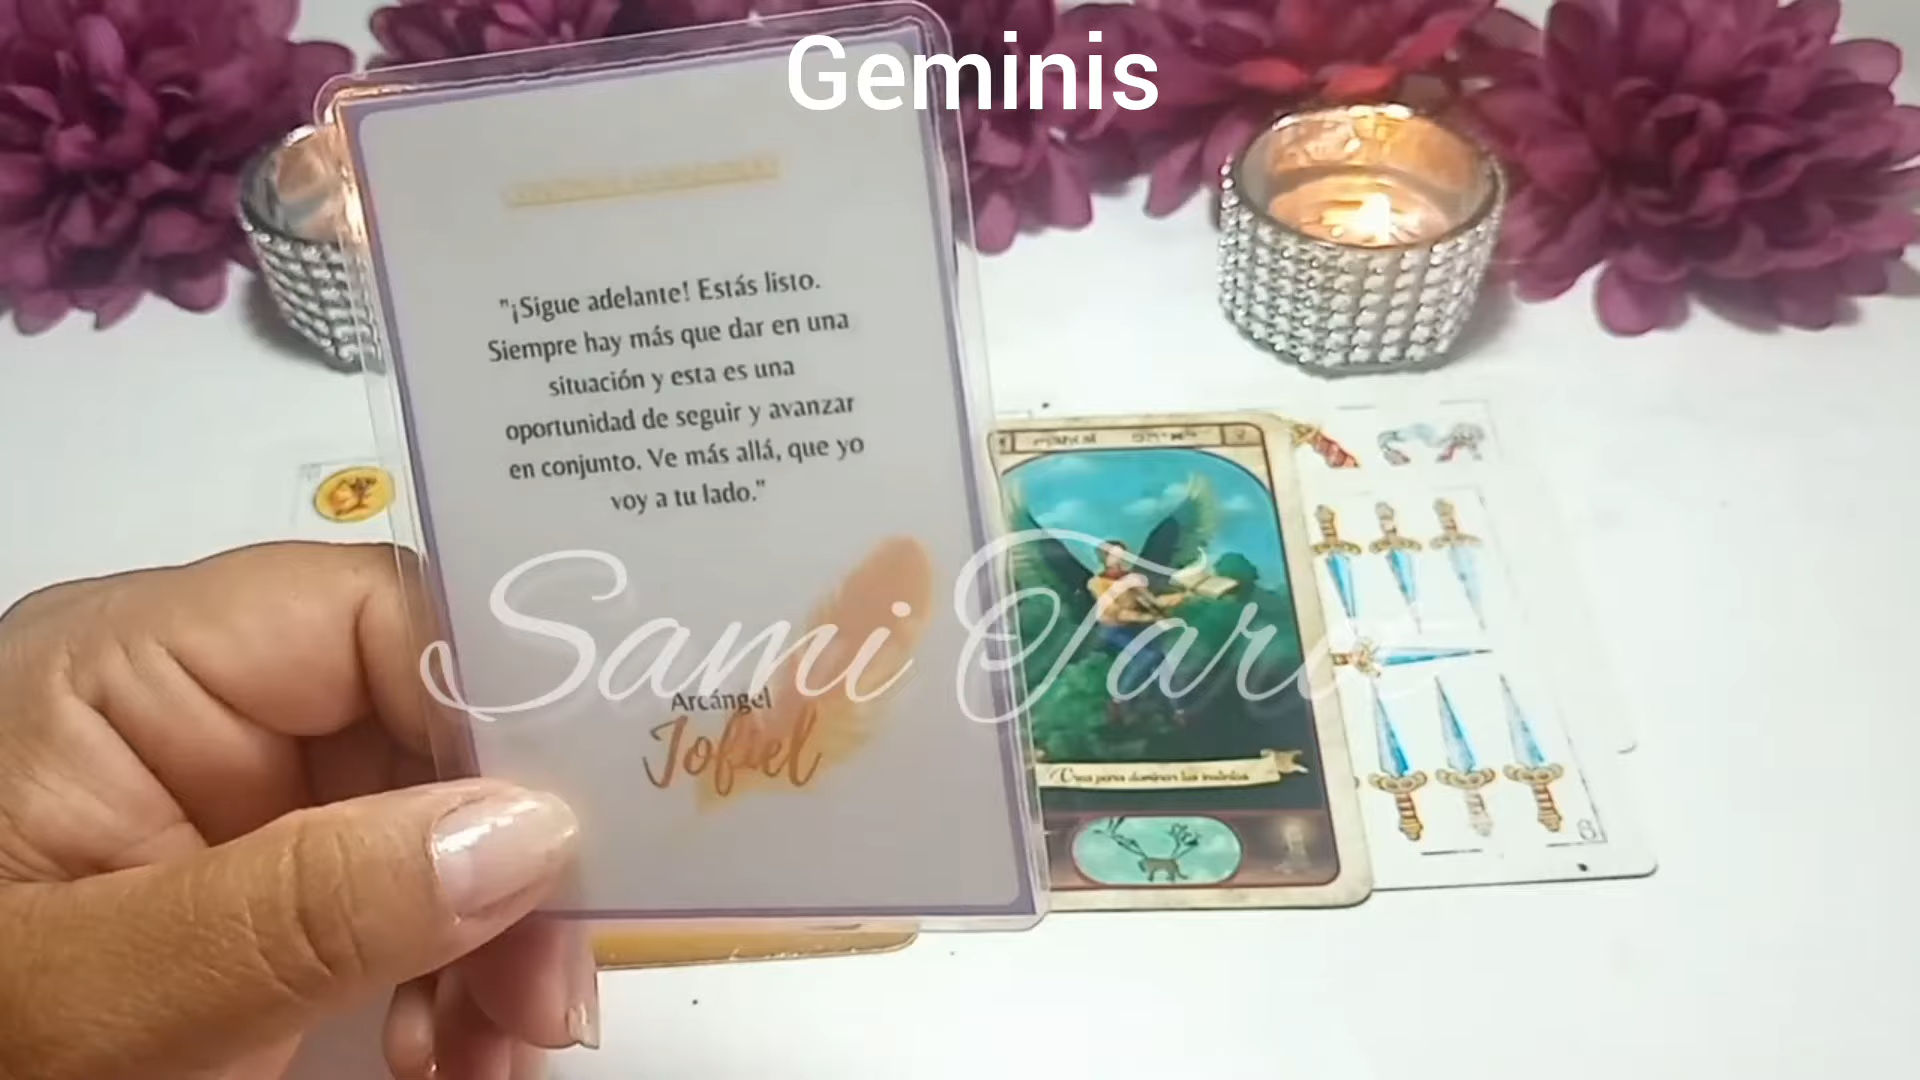 Geminis
"¡Sigue adelante! Estás listo.
Siempre hay más que dar en una
situación y esta es una
oportunidad de seguir y avanzar
en conjunto. Ve más allá, que yo
voy a tu lado."
Arcángel
Jofiel
Sami Taro